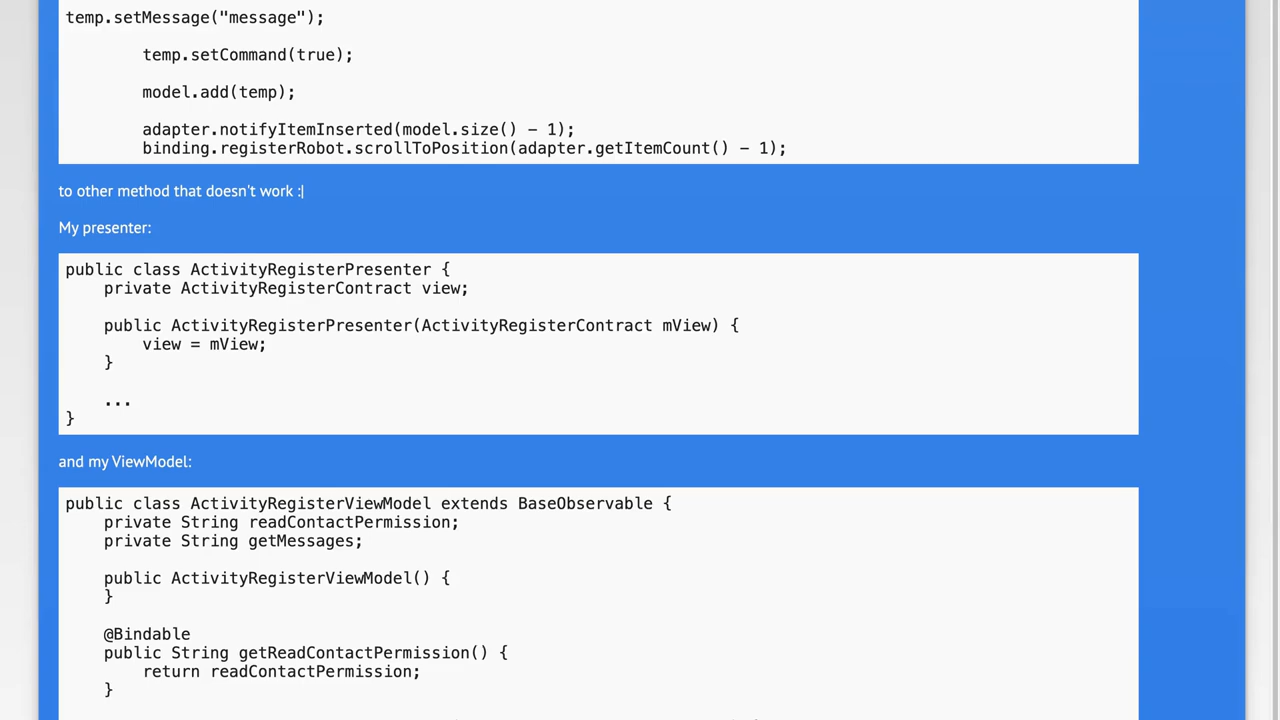 temp.setMessage("message");
temp.setCommand(true);
model.add(temp);
adapter.notifyItemInserted(model.size() - 1);
binding.registerRobot.scrollToPosition(adapter.getItemCount() - 1);
to other method that doesn't work :|
My presenter:
public class ActivityRegisterPresenter {
private ActivityRegisterContract view;
public ActivityRegisterPresenter(ActivityRegisterContract mView) {
view = mView;
}
...
}
and my ViewModel:
public class ActivityRegisterViewModel extends BaseObservable {
private String readContactPermission;
private String getMessages;
public ActivityRegisterViewModel() {
}
@Bindable
public String getReadContactPermission() {
return readContactPermission;
}